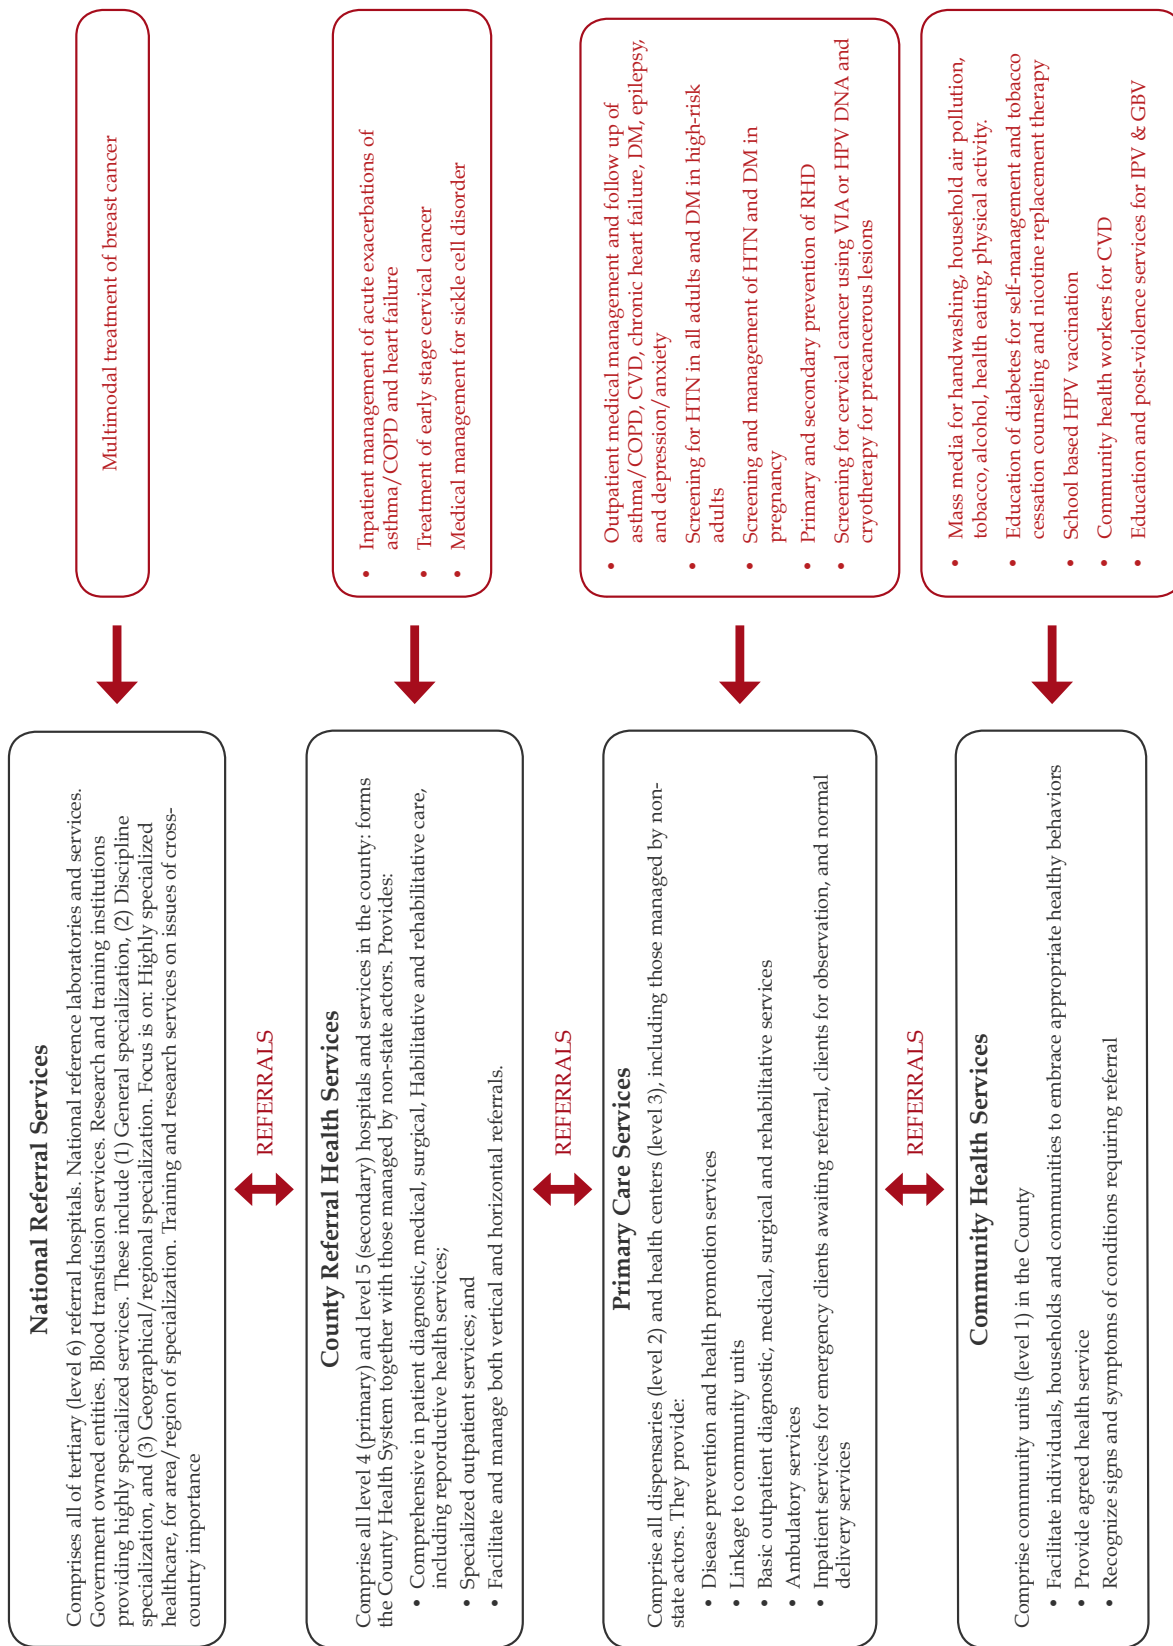 National Referral Services
Comprises all of tertiary (level 6) referral hospitals. National reference laboratories and services.
Government owned entities. Blood transfusion services. Research and training institutions
providing highly specialized services. These include (1) General specialization, (2) Discipline
specialization, and (3) Geographical/regional specialization. Focus is on: Highly specialized
healthcare, for area/region of specialization. Training and research services on issues of cross-
country importance
Multimodal treatment of breast cancer
REFERRALS
County Referral Health Services
Comprise all level 4 (primary) and level 5 (secondary) hospitals and services in the county: forms
the County Health System together with those managed by non-state actors. Provides:
• Comprehensive in patient diagnostic, medical, surgical, Habilitative and rehabilitative care,
including reporductive health services;
• Specialized outpatient services; and
• Facilitate and manage both vertical and horizontal referrals.
• Inpatient management of acute exacerbations of
asthma/COPD and heart failure
• Treatment of early stage cervical cancer
• Medical management for sickle cell disorder
REFERRALS
Primary Care Services
Comprise all dispensaries (level 2) and health centers (level 3), including those managed by non-
state actors. They provide:
• Disease prevention and health promotion services
• Linkage to community units
• Basic outpatient diagnostic, medical, surgical and rehabilitative services
• Ambulatory services
• Inpatient services for emergency clients awaiting referral, clients for observation, and normal
delivery services
• Outpatient medical management and follow up of
asthma/COPD, CVD, chronic heart failure, DM, epilepsy,
and depression/anxiety
• Screening for HTN in all adults and DM in high-risk
adults
• Screening and management of HTN and DM in
pregnancy
• Primary and secondary prevention of RHD
• Screening for cervical cancer using VIA or HPV DNA and
cryotherapy for precancerous lesions
REFERRALS
Community Health Services
Comprise community units (level 1) in the County
• Facilitate individuals, households and communities to embrace appropriate healthy behaviors
• Provide agreed health service
• Recognize signs and symptoms of conditions requiring referral
• Mass media for handwashing, household air pollution,
tobacco, alcohol, health eating, physical activity.
• Education of diabetes for self-management and tobacco
cessation counseling and nicotine replacement therapy
• School based HPV vaccination
• Community health workers for CVD
• Education and post-violence services for IPV & GBV